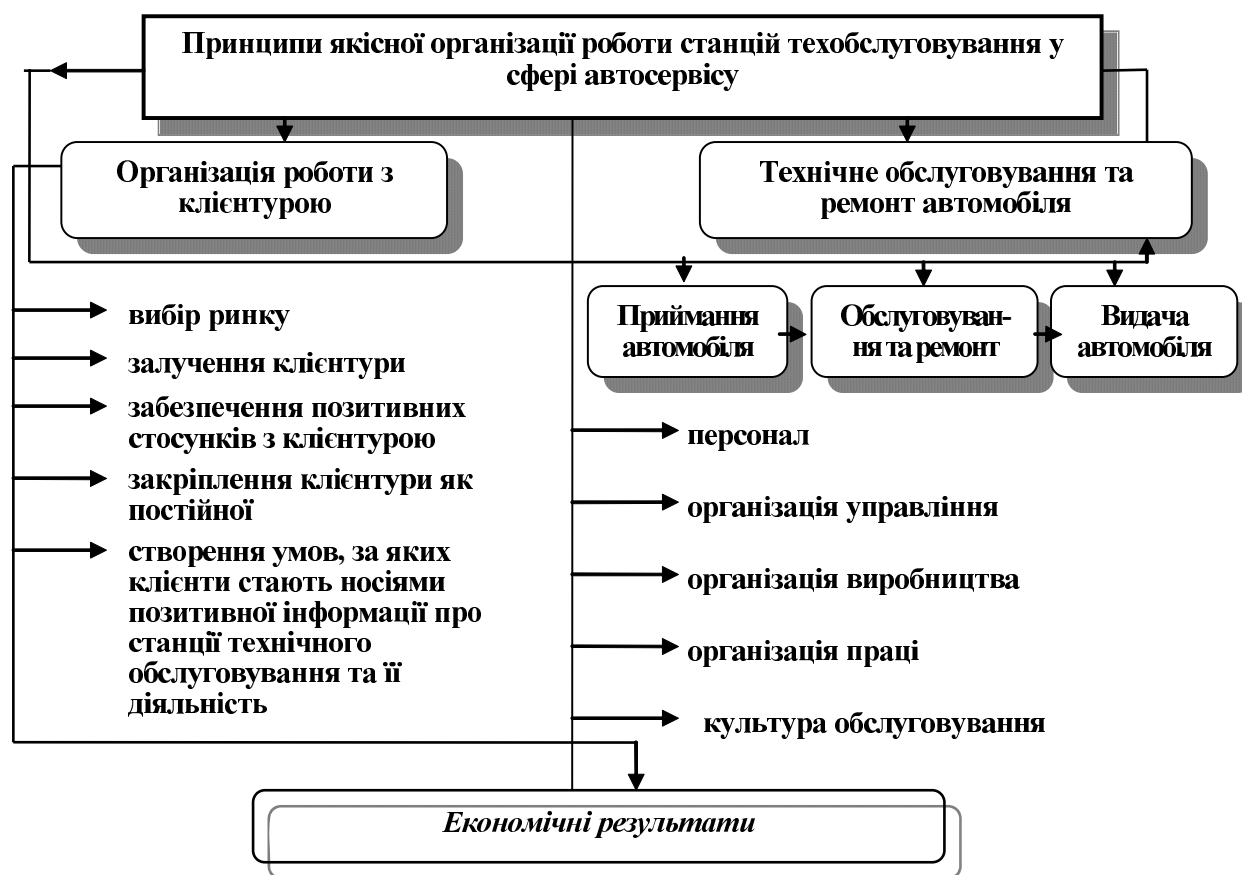 Принципи якісної організації роботи станцій техобслуговування у
сфері автосервісу
Організація роботи з
клієнтурою
Технічне обслуговування та
ремонт автомобіля
Приймання
автомобіля
Обслуговуван-
ня та ремонт
Видача
автомобіля
вибір ринку
залучення клієнтури
забезпечення позитивних
стосунків з клієнтурою
закріплення клієнтури як
постійної
створення умов, за яких
клієнти стають носіями
позитивної інформації про
станції технічного
обслуговування та її
діяльність
персонал
організація управління
організація виробництва
організація праці
культура обслуговування
Економічні результати